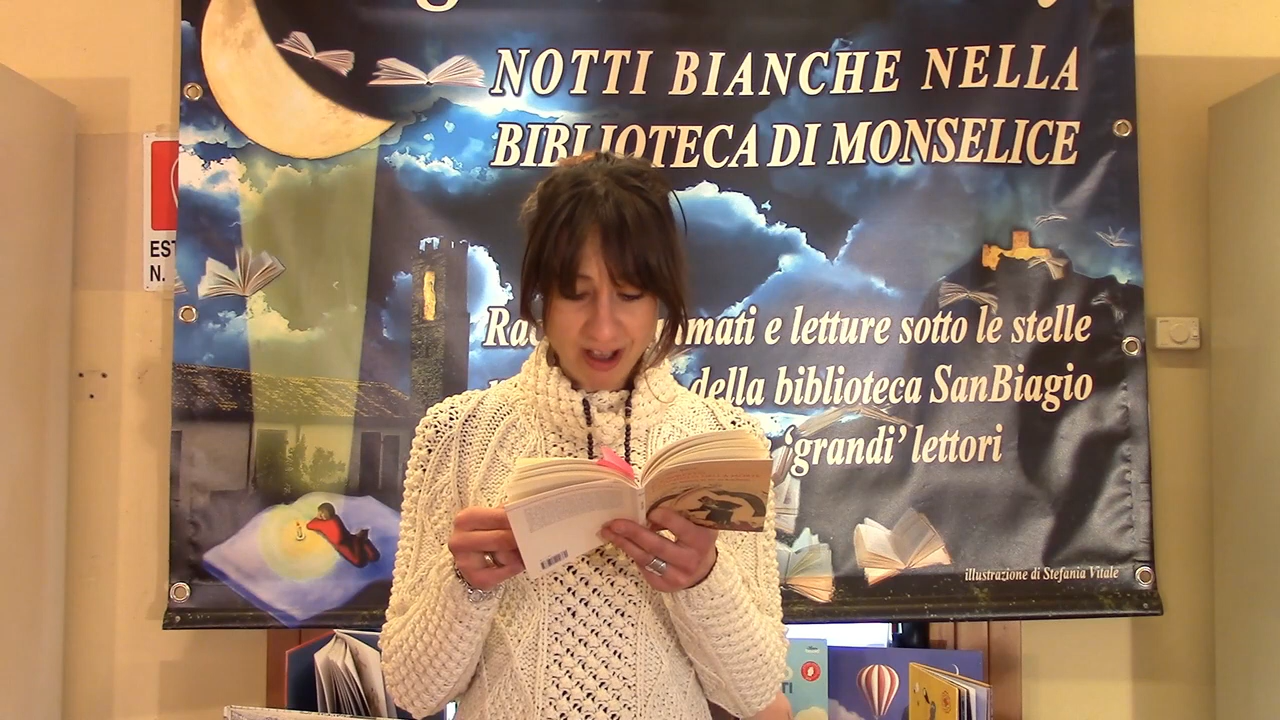 NOTTI BIANCHE NELLA
BIBLIOTECA DI MONSELICE
EST
N.
mmati e letture sotto le stelle
della biblioteca SanBiagio
'grandi' lettori
illustrazione di Stefania Vitale